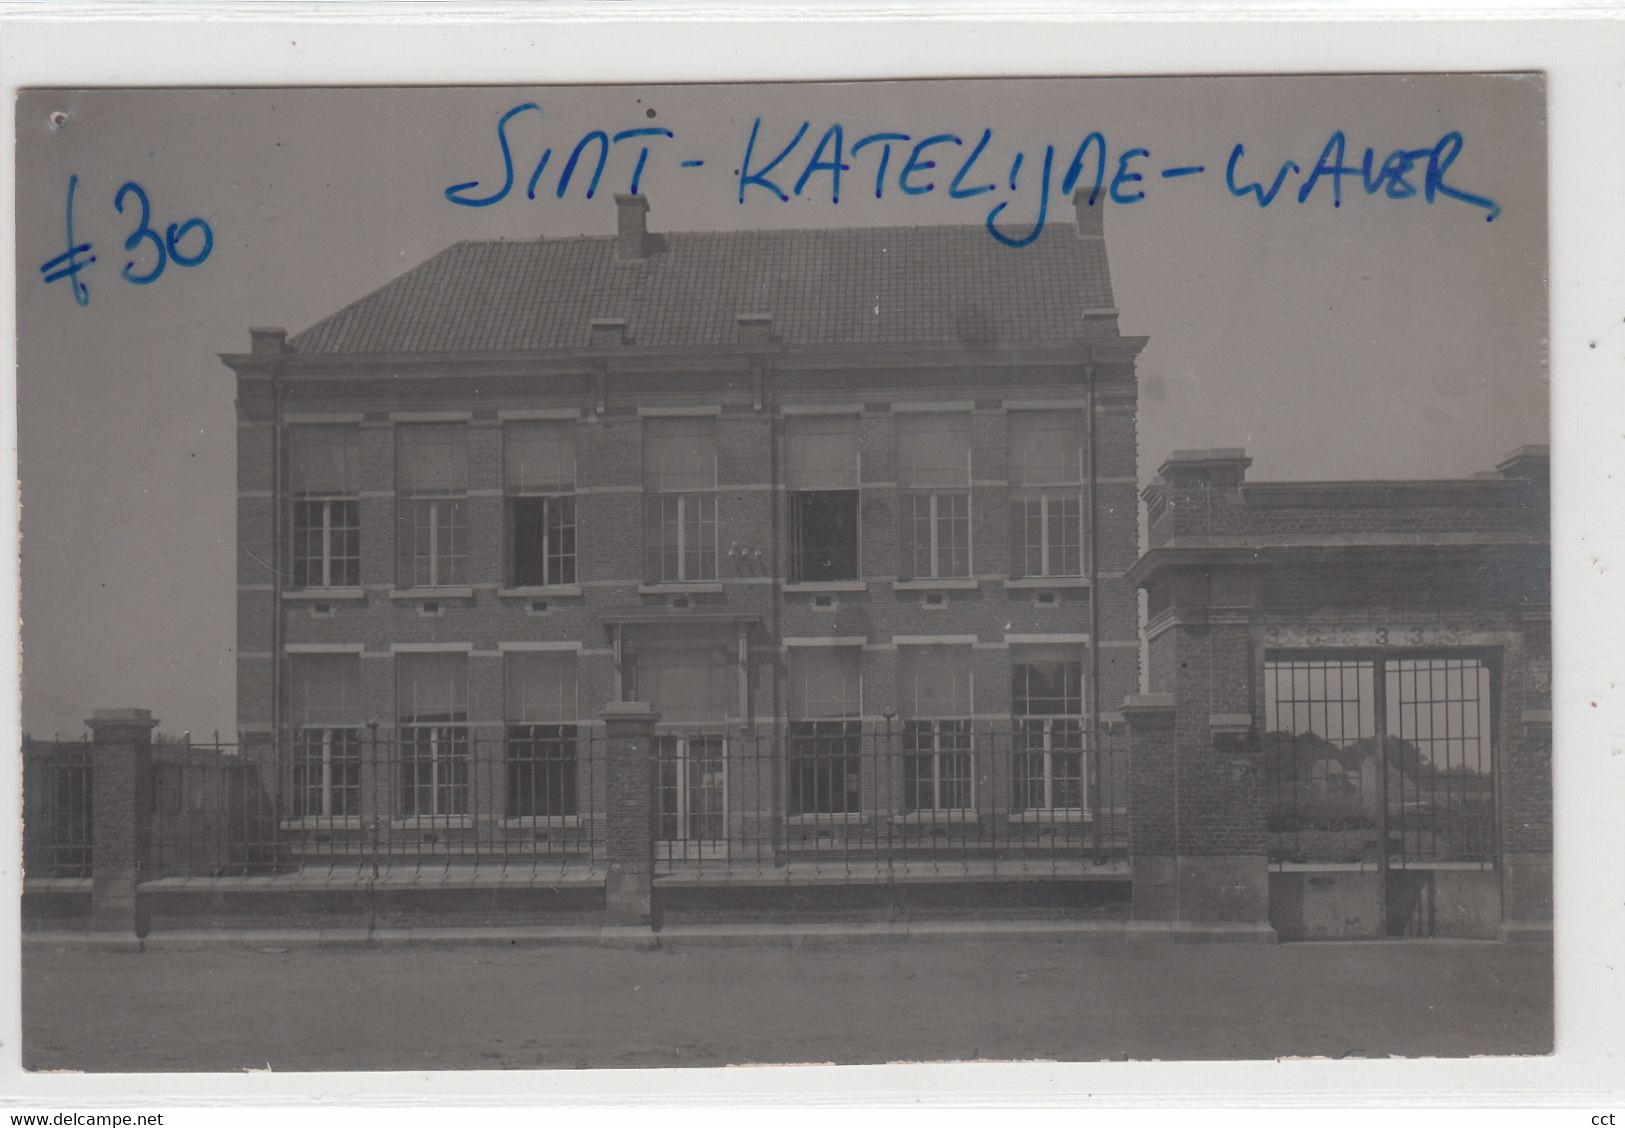 SINT-KATELIJNE-WAVER
‡ 30
www.delcampe.net
cct